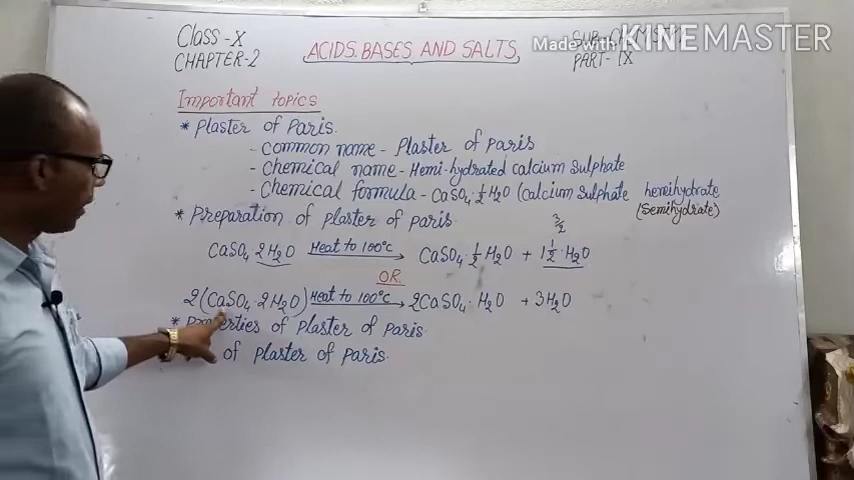 Class-X
CHAPTER-2
ACIDS, BASES AND SALTS
Made with KINEMASTER
PART-IX
Important topics
* Plaster of Paris.
- Common name - Plaster of paris
- Chemical name - Hemi-hydrated calcium Sulphate
- Chemical formula - CaSO₄·½H₂O (Calcium Sulphate hemihydrate
(Semihydrate)
* Preparation of plaster of paris.
3/2
CaSO₄·2H₂O Heat to 100°C → CaSO₄·½H₂O + 1½·H₂O
OR
2(CaSO₄·2H₂O) Heat to 100°C → 2CaSO₄·H₂O + 3H₂O
* Properties of plaster of paris
of plaster of paris.